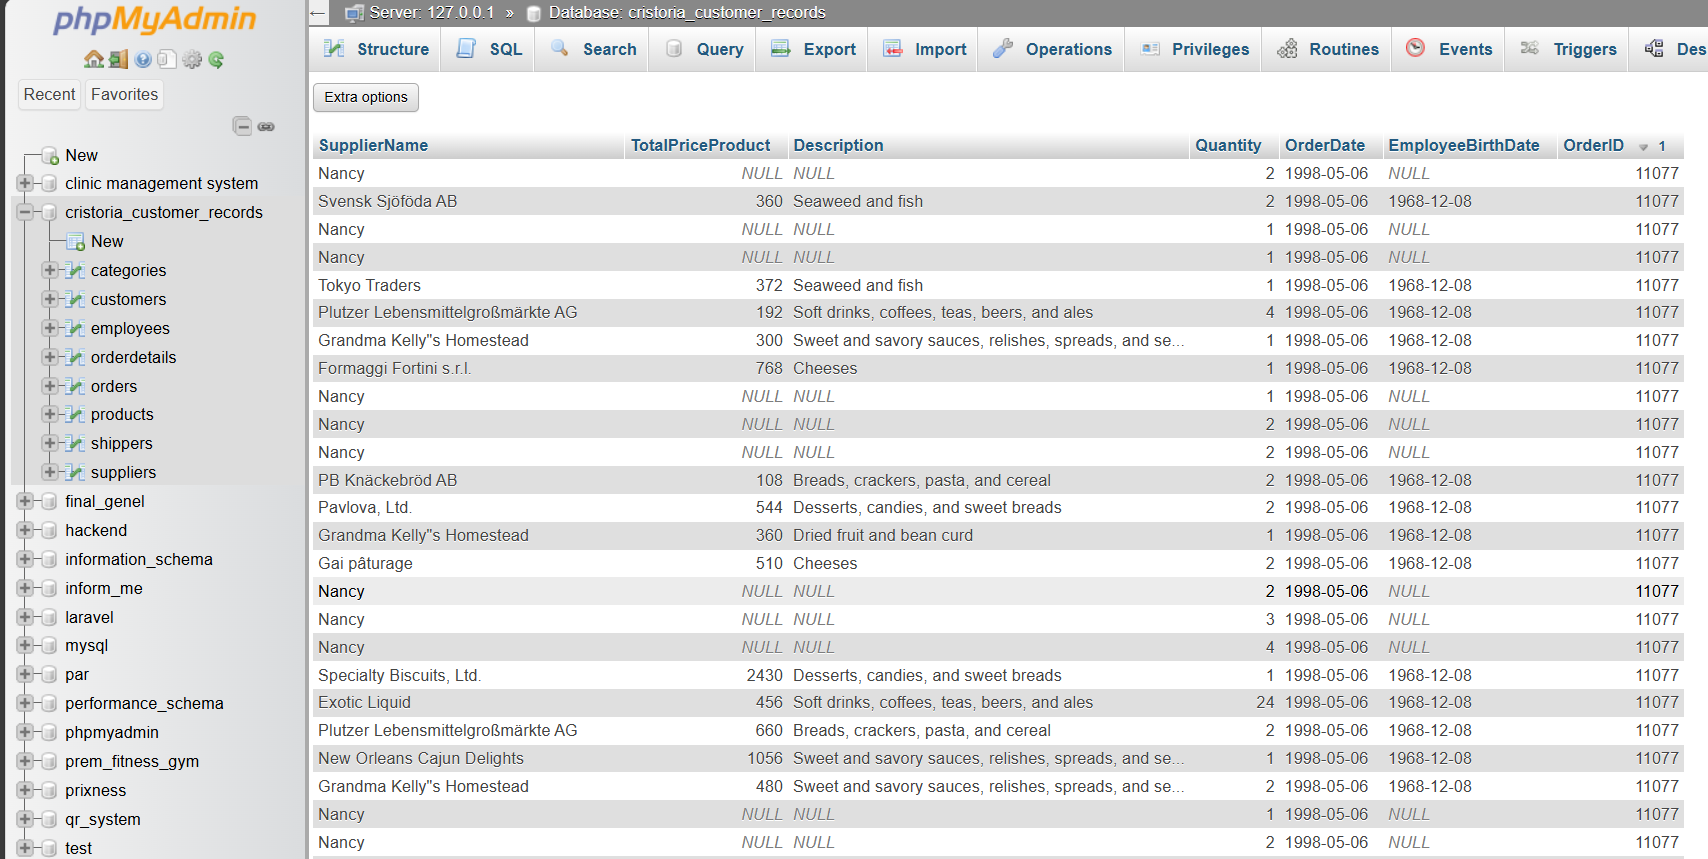 phpMyAdmin
Recent Favorites
New
clinic management system
cristoria_customer_records
New
categories
customers
employees
orderdetails
orders
products
shippers
suppliers
final_genel
hackend
information_schema
inform_me
laravel
mysql
par
performance_schema
phpmyadmin
prem_fitness_gym
prixness
qr_system
test
← Server: 127.0.0.1 » Database: cristoria_customer_records
Structure SQL Search Query Export Import Operations Privileges Routines Events Triggers Des
Extra options
SupplierName TotalPriceProduct Description Quantity OrderDate EmployeeBirthDate OrderID 1
Nancy NULL NULL 2 1998-05-06 NULL 11077
Svensk Sjöföda AB 360 Seaweed and fish 2 1998-05-06 1968-12-08 11077
Nancy NULL NULL 1 1998-05-06 NULL 11077
Nancy NULL NULL 1 1998-05-06 NULL 11077
Tokyo Traders 372 Seaweed and fish 1 1998-05-06 1968-12-08 11077
Plutzer Lebensmittelgroßmärkte AG 192 Soft drinks, coffees, teas, beers, and ales 4 1998-05-06 1968-12-08 11077
Grandma Kelly"s Homestead 300 Sweet and savory sauces, relishes, spreads, and se... 1 1998-05-06 1968-12-08 11077
Formaggi Fortini s.r.l. 768 Cheeses 1 1998-05-06 1968-12-08 11077
Nancy NULL NULL 1 1998-05-06 NULL 11077
Nancy NULL NULL 2 1998-05-06 NULL 11077
Nancy NULL NULL 2 1998-05-06 NULL 11077
PB Knäckebröd AB 108 Breads, crackers, pasta, and cereal 2 1998-05-06 1968-12-08 11077
Pavlova, Ltd. 544 Desserts, candies, and sweet breads 2 1998-05-06 1968-12-08 11077
Grandma Kelly"s Homestead 360 Dried fruit and bean curd 1 1998-05-06 1968-12-08 11077
Gai pâturage 510 Cheeses 2 1998-05-06 1968-12-08 11077
Nancy NULL NULL 2 1998-05-06 NULL 11077
Nancy NULL NULL 3 1998-05-06 NULL 11077
Nancy NULL NULL 4 1998-05-06 NULL 11077
Specialty Biscuits, Ltd. 2430 Desserts, candies, and sweet breads 1 1998-05-06 1968-12-08 11077
Exotic Liquid 456 Soft drinks, coffees, teas, beers, and ales 24 1998-05-06 1968-12-08 11077
Plutzer Lebensmittelgroßmärkte AG 660 Breads, crackers, pasta, and cereal 2 1998-05-06 1968-12-08 11077
New Orleans Cajun Delights 1056 Sweet and savory sauces, relishes, spreads, and se... 1 1998-05-06 1968-12-08 11077
Grandma Kelly"s Homestead 480 Sweet and savory sauces, relishes, spreads, and se... 2 1998-05-06 1968-12-08 11077
Nancy NULL NULL 1 1998-05-06 NULL 11077
Nancy NULL NULL 2 1998-05-06 NULL 11077